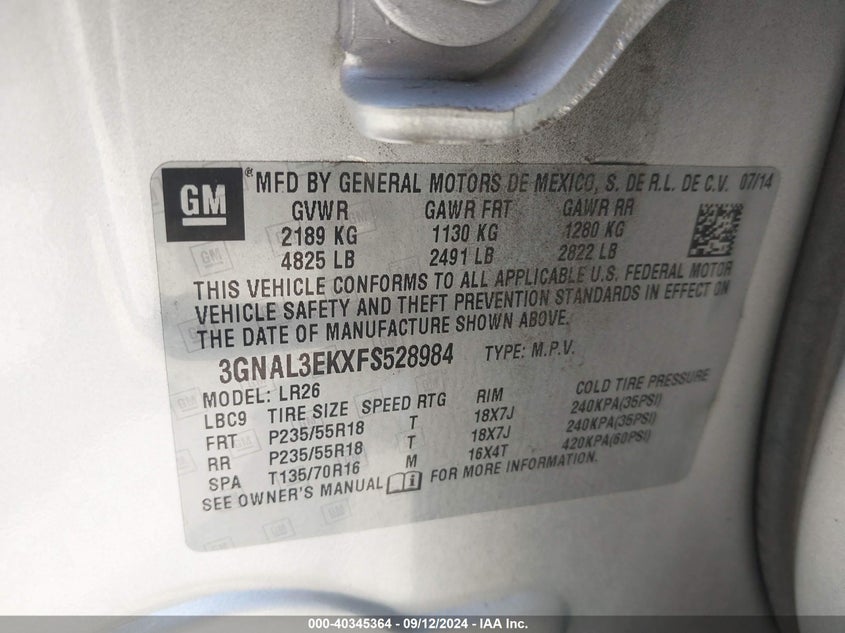 GM ® MFD BY GENERAL MOTORS DE MEXICO, S. DE R.L. DE C.V. 07/14
GVWR GAWR FRT GAWR RR
2189 KG 1130 KG 1280 KG
4825 LB 2491 LB 2822 LB
THIS VEHICLE CONFORMS TO ALL APPLICABLE U.S. FEDERAL MOTOR
VEHICLE SAFETY AND THEFT PREVENTION STANDARDS IN EFFECT ON
THE DATE OF MANUFACTURE SHOWN ABOVE.
3GNAL3EKXFS528984 TYPE: M.P.V.
MODEL: LR26
LBC9 TIRE SIZE SPEED RTG RIM COLD TIRE PRESSURE
FRT P235/55R18 T 18X7J 240KPA(35PSI)
RR P235/55R18 T 18X7J 240KPA(35PSI)
SPA T135/70R16 M 16X4T 420KPA(60PSI)
SEE OWNER'S MANUAL FOR MORE INFORMATION.
000-40345364 - 09/12/2024 - IAA Inc.